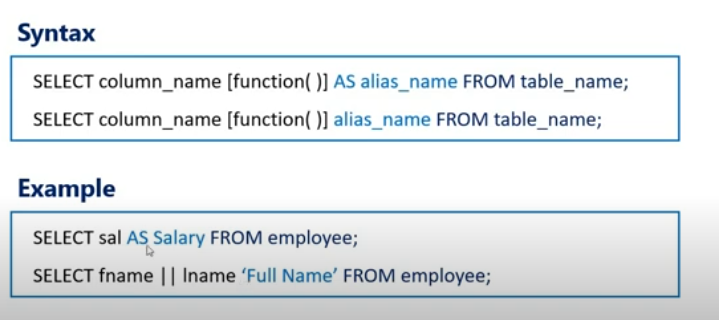 Syntax
SELECT column_name [function( )] AS alias_name FROM table_name;
SELECT column_name [function( )] alias_name FROM table_name;
Example
SELECT sal AS Salary FROM employee;
SELECT fname || lname ‘Full Name’ FROM employee;